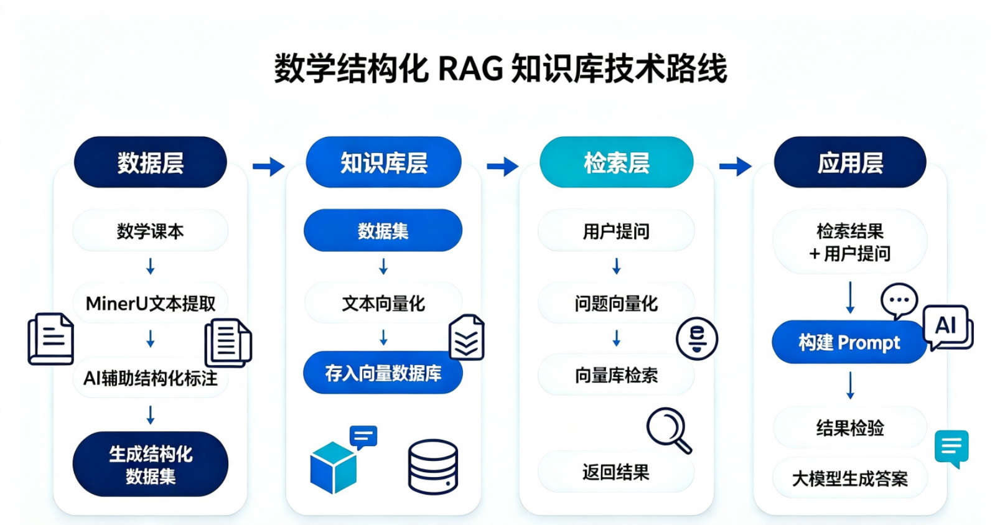 数学结构化 RAG 知识库技术路线
数据层
数学课本
MinerU文本提取
AI辅助结构化标注
生成结构化
数据集
知识库层
数据集
文本向量化
存入向量数据库
检索层
用户提问
问题向量化
向量库检索
返回结果
应用层
检索结果
+ 用户提问
AI
构建 Prompt
结果检验
大模型生成答案